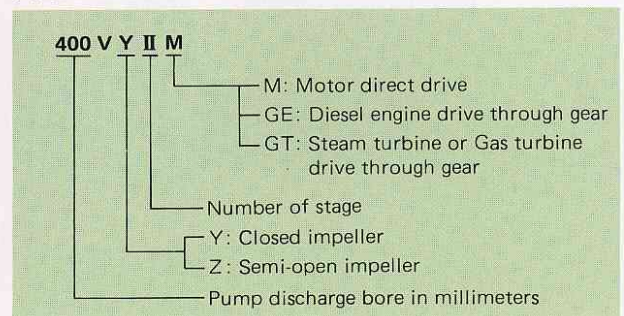 400 V Y II M
M: Motor direct drive
GE: Diesel engine drive through gear
GT: Steam turbine or Gas turbine
drive through gear
Number of stage
Y: Closed impeller
Z: Semi-open impeller
Pump discharge bore in millimeters